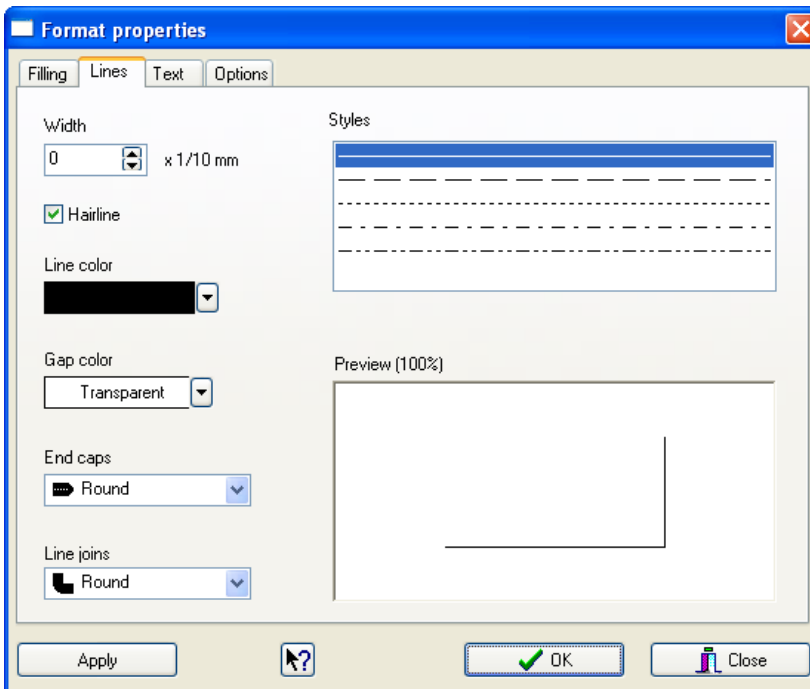 Format properties
Filling
Lines
Text
Options
Width
0
x 1/10 mm
Hairline
Line color
Gap color
Transparent
End caps
Round
Line joins
Round
Styles
Preview (100%)
Apply
?
OK
Close